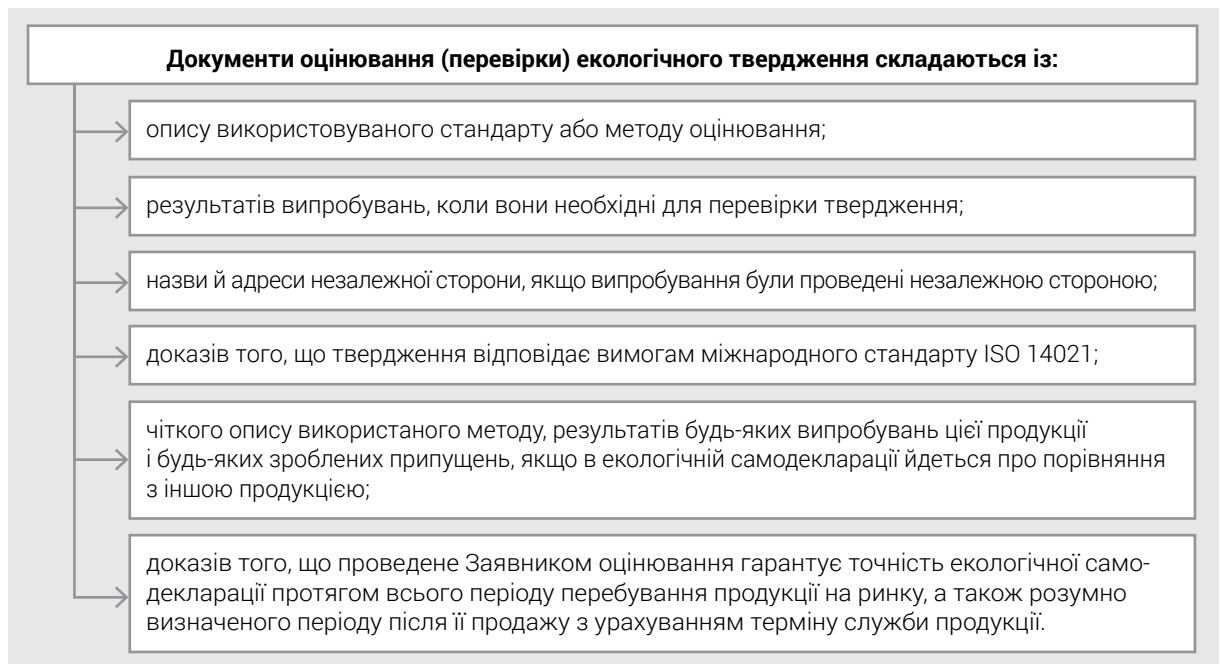 Документи оцінювання (перевірки) екологічного твердження складаються із:
опису використовуваного стандарту або методу оцінювання;
результатів випробувань, коли вони необхідні для перевірки твердження;
назви й адреси незалежної сторони, якщо випробування були проведені незалежною стороною;
доказів того, що твердження відповідає вимогам міжнародного стандарту ISO 14021;
чіткого опису використаного методу, результатів будь-яких випробувань цієї продукції
і будь-яких зроблених припущень, якщо в екологічній самодекларації йдеться про порівняння
з іншою продукцією;
доказів того, що проведене Заявником оцінювання гарантує точність екологічної само-
декларації протягом всього періоду перебування продукції на ринку, а також розумно
визначеного періоду після її продажу з урахуванням терміну служби продукції.